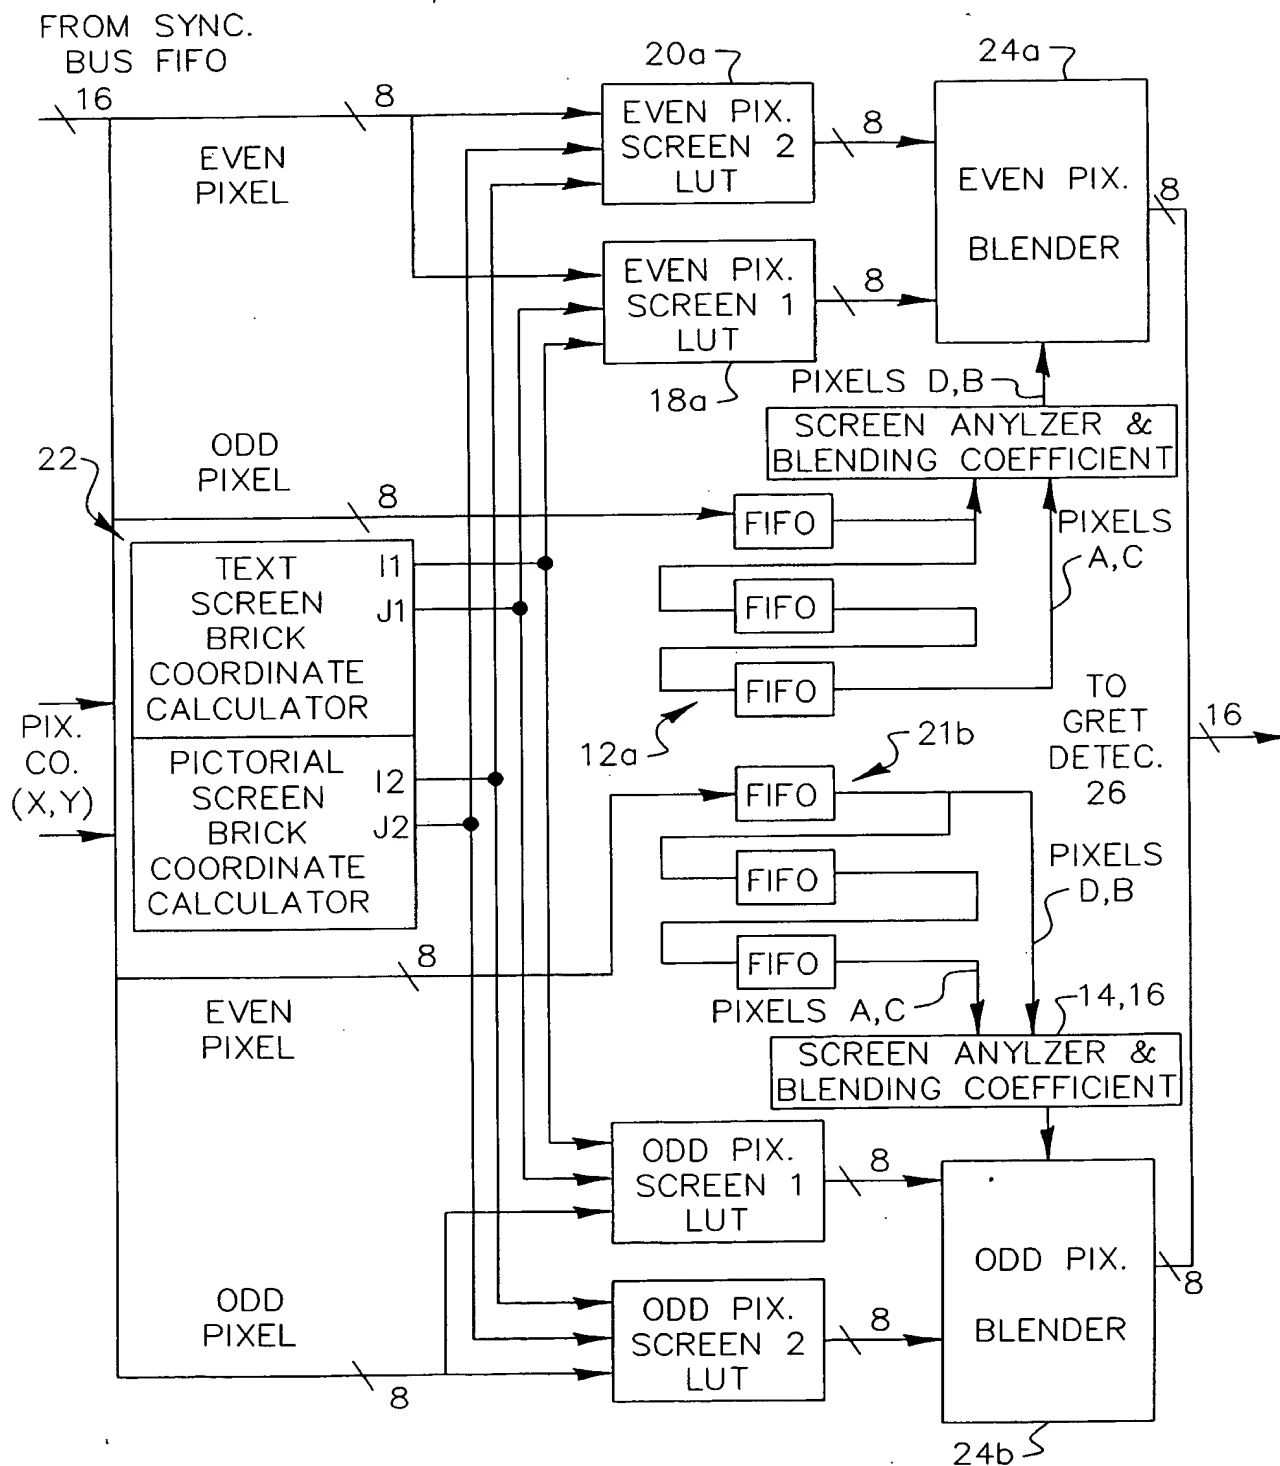 FROM SYNC.
BUS FIFO
16
8
EVEN
PIXEL
20a
EVEN PIX.
SCREEN 2
LUT
8
24a
EVEN PIX.
BLENDER
8
EVEN PIX.
SCREEN 1
LUT
8
18a
PIXELS D,B
SCREEN ANYLZER &
BLENDING COEFFICIENT
22
ODD
PIXEL
8
FIFO
PIXELS
A,C
FIFO
FIFO
12a
TEXT
SCREEN
BRICK
COORDINATE
CALCULATOR
I1
J1
PIX.
CO.
(X,Y)
PICTORIAL
SCREEN
BRICK
COORDINATE
CALCULATOR
I2
J2
TO
GRET
DETEC.
26
16
21b
FIFO
FIFO
FIFO
PIXELS
D,B
PIXELS A,C
14,16
8
EVEN
PIXEL
SCREEN ANYLZER &
BLENDING COEFFICIENT
ODD PIX.
SCREEN 1
LUT
8
ODD PIX.
BLENDER
8
ODD
PIXEL
8
ODD PIX.
SCREEN 2
LUT
8
24b